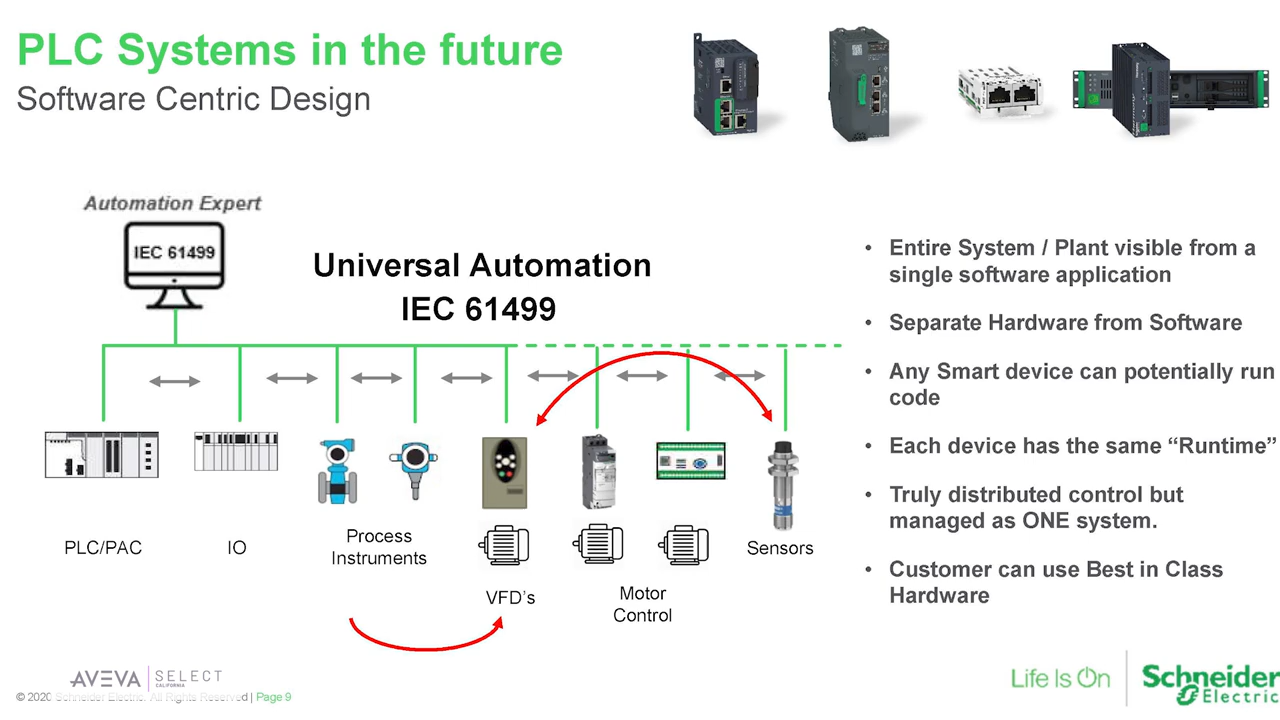 PLC Systems in the future
Software Centric Design
Automation Expert
IEC 61499
Universal Automation
IEC 61499
PLC/PAC
IO
Process
Instruments
VFD’s
Motor
Control
Sensors
• Entire System / Plant visible from a
single software application
• Separate Hardware from Software
• Any Smart device can potentially run
code
• Each device has the same “Runtime”
• Truly distributed control but
managed as ONE system.
• Customer can use Best in Class
Hardware
AVEVA SELECT
CALIFORNIA
© 2020 Schneider Electric. All Rights Reserved | Page 9
Life Is On
Schneider
Electric